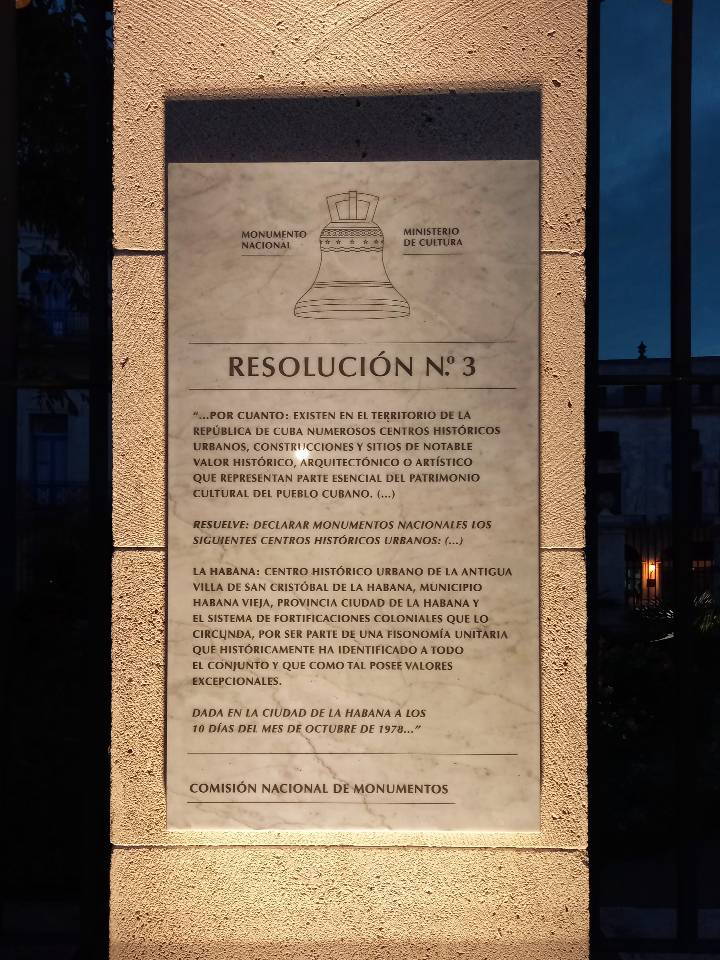 MONUMENTO
NACIONAL
MINISTERIO
DE CULTURA
RESOLUCIÓN N.º 3
“...POR CUANTO: EXISTEN EN EL TERRITORIO DE LA
REPÚBLICA DE CUBA NUMEROSOS CENTROS HISTÓRICOS
URBANOS, CONSTRUCCIONES Y SITIOS DE NOTABLE
VALOR HISTÓRICO, ARQUITECTÓNICO O ARTÍSTICO
QUE REPRESENTAN PARTE ESENCIAL DEL PATRIMONIO
CULTURAL DEL PUEBLO CUBANO. (...)
RESUELVE: DECLARAR MONUMENTOS NACIONALES LOS
SIGUIENTES CENTROS HISTÓRICOS URBANOS: (...)
LA HABANA: CENTRO HISTÓRICO URBANO DE LA ANTIGUA
VILLA DE SAN CRISTÓBAL DE LA HABANA, MUNICIPIO
HABANA VIEJA, PROVINCIA CIUDAD DE LA HABANA Y
EL SISTEMA DE FORTIFICACIONES COLONIALES QUE LO
CIRCUNDA, POR SER PARTE DE UNA FISONOMÍA UNITARIA
QUE HISTÓRICAMENTE HA IDENTIFICADO A TODO
EL CONJUNTO Y QUE COMO TAL POSEE VALORES
EXCEPCIONALES.
DADA EN LA CIUDAD DE LA HABANA A LOS
10 DÍAS DEL MES DE OCTUBRE DE 1978...”
COMISIÓN NACIONAL DE MONUMENTOS